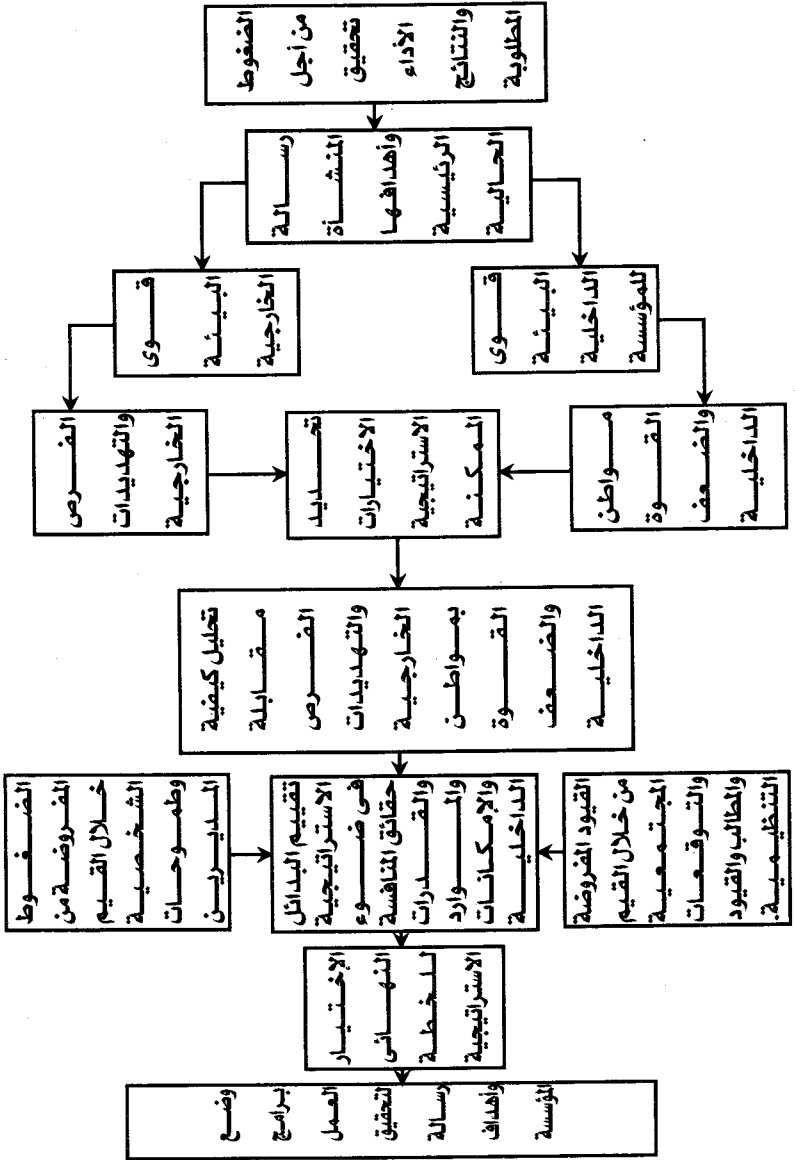 الضغوط
من أجل
تحقيق
الأداء
والنتائج
المطلوبة
رسالة
المنشأة
وأهدافها
الرئيسية
الحالية
قوى
البيئة
الخارجية
قوى
البيئة
الداخلية
للمؤسسة
الفرص
والتهديدات
الخارجية
تحديد
الاختيارات
الاستراتيجية
الممكنة
مواطن
القوة
والضعف
الداخلية
تحليل كيفية
مقابلة
الفرص
والتهديدات
الخارجية
بمواطن
القوة
والضعف
الداخلية
الضغوط
المفروضة من
خلال القيم
الشخصية
وطموحات
المديرين
تقييم البدائل
الاستراتيجية
فى ضوء
حقائق المنافسة
والقدرات
والموارد
والإمكانات
الداخلية
القيود المفروضة
من خلال القيم
المجتمعية
والتوقعات
والمطالب والقيود
التنظيمية.
الإختيار
النهائى
للخطة
الاستراتيجية
وضع
برامج
العمل
لتحقيق
رسالة
وأهداف
المؤسسة